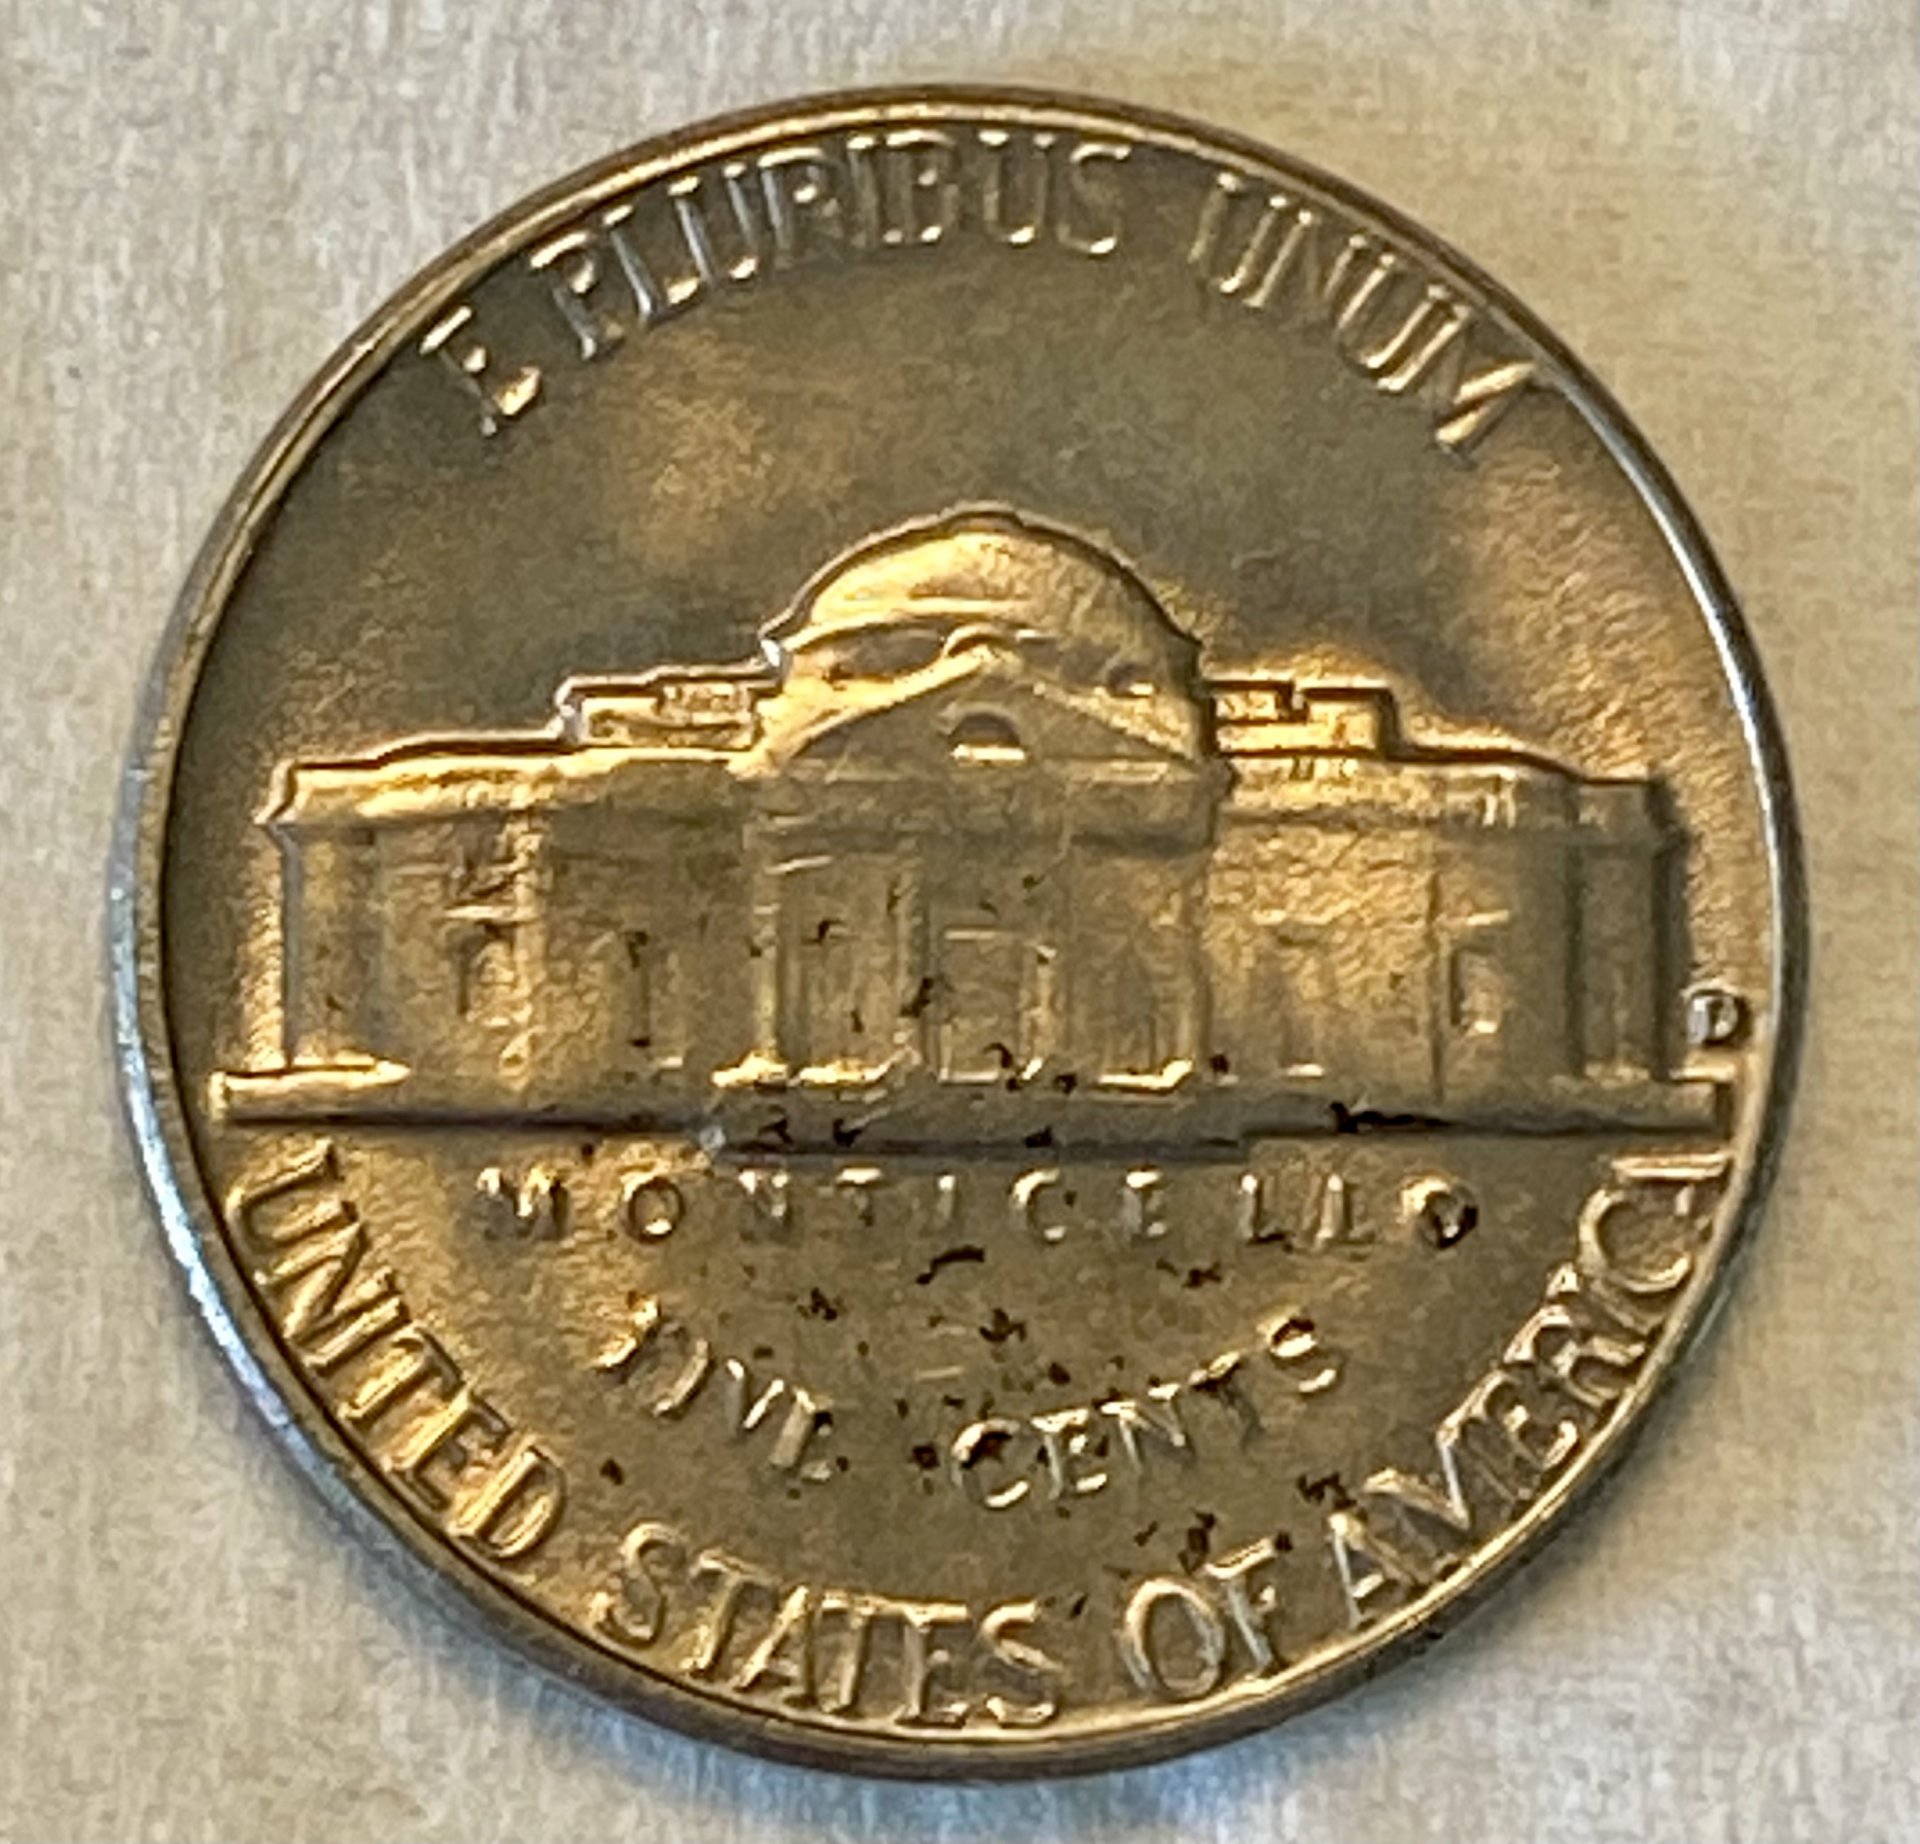 E PLURIBUS UNUM
D
MONTICELLO
FIVE CENTS
UNITED STATES OF AMERICA